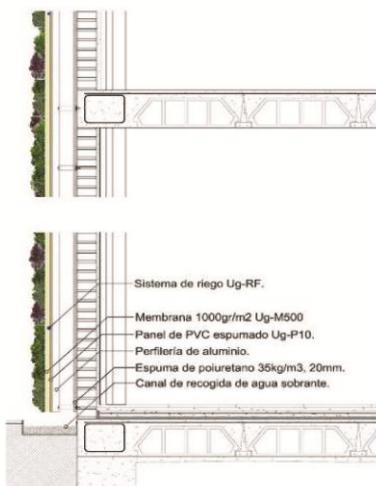 Sistema de riego Ug-RF.
Membrana 1000gr/m2 Ug-M500
Panel de PVC espumado Ug-P10.
Perfilería de aluminio.
Espuma de poiuretano 35kg/m3, 20mm.
Canal de recogida de agua sobrante.